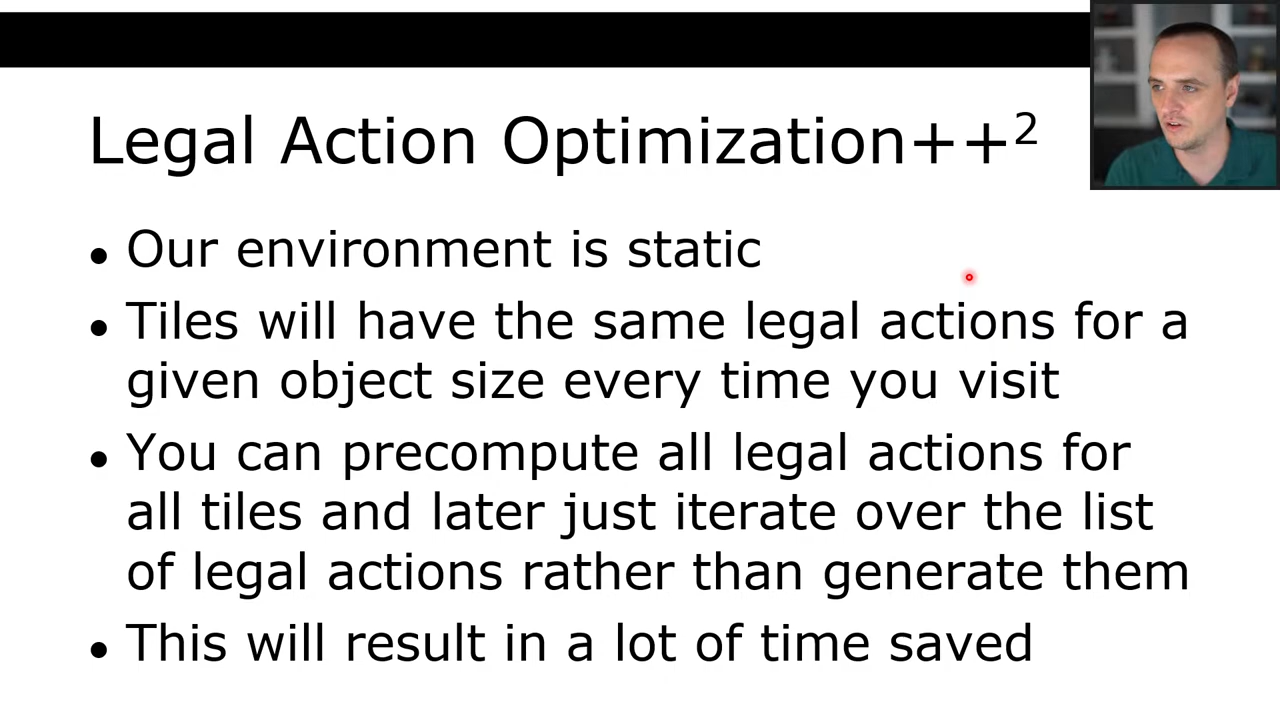 Legal Action Optimization++²
• Our environment is static
• Tiles will have the same legal actions for a
given object size every time you visit
• You can precompute all legal actions for
all tiles and later just iterate over the list
of legal actions rather than generate them
• This will result in a lot of time saved